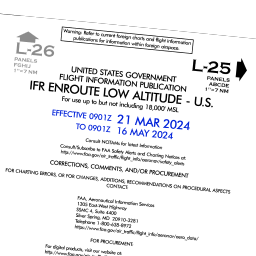 Warning: Refer to current foreign charts and flight information
publications for information within foreign airspace.
L-26
PANELS
FGHIJ
1"=7 NM
L-25
PANELS
ABCDE
1"=7 NM
UNITED STATES GOVERNMENT
FLIGHT INFORMATION PUBLICATION
IFR ENROUTE LOW ALTITUDE - U.S.
For use up to but not including 18,000 MSL
EFFECTIVE 0901Z 21 MAR 2024
TO 0901Z 16 MAY 2024
Consult NOTAMs for latest information
Consult/Subscribe to FAA Safety Alerts and Charting Notices at:
http://www.faa.gov/air_traffic/flight_info/aeronav/safety_alerts
CORRECTIONS, COMMENTS, AND/OR PROCUREMENT
FOR CHARTING ERRORS, OR FOR CHANGES, ADDITIONS, RECOMMENDATIONS ON PROCEDURAL ASPECTS
CONTACT:
FAA, Aeronautical Information Services
1305 East-West Highway
SSMC 4, Suite 4400
Silver Spring, MD 20910-3281
Telephone 1-800-638-8972
https://www.faa.gov/air_traffic/flight_info/aeronav/aero_data/
FOR PROCUREMENT:
For digital products, visit our website at:
http://www.faa.gov/air_traffic/flight_info/aeronav